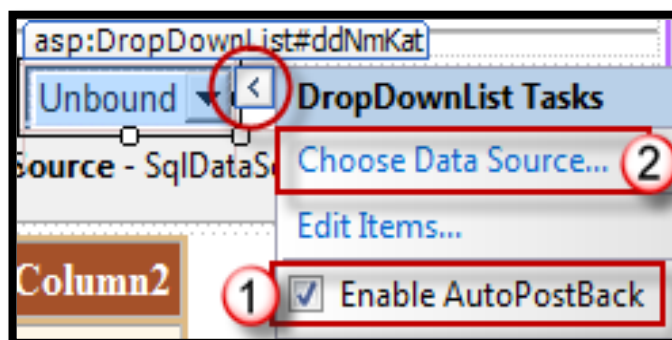 asp:DropDownList#ddNmKat
Unbound
<
DropDownList Tasks
Source - SqlDataSo
Choose Data Source...
2
Edit Items...
Column2
1
Enable AutoPostBack